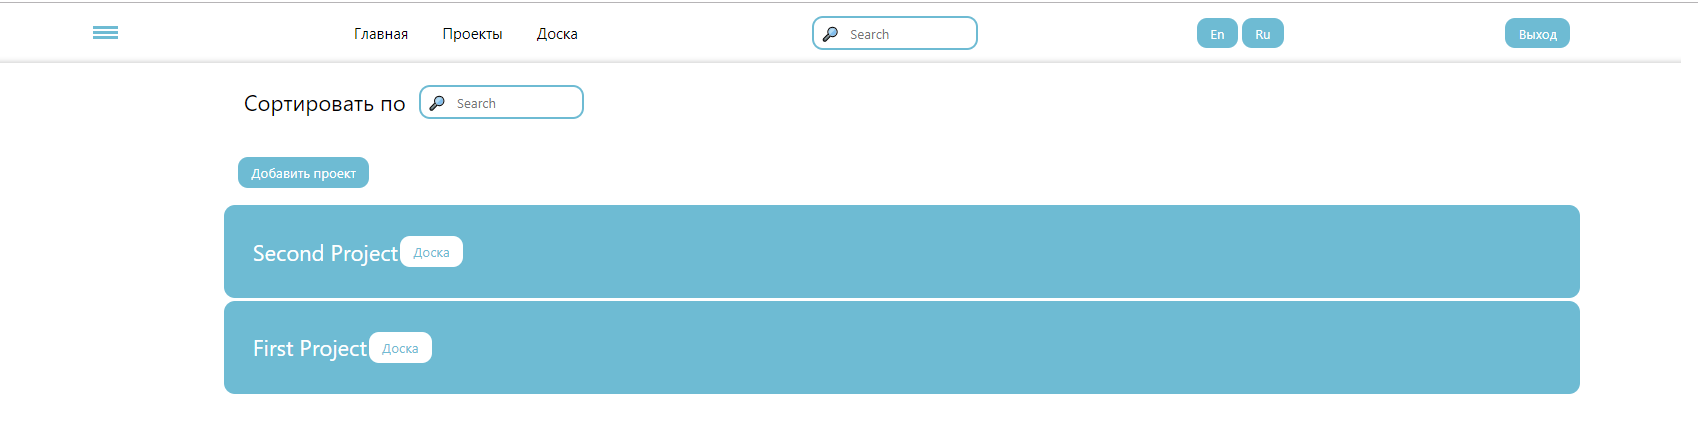 Главная Проекты Доска Search En Ru Выход
Сортировать по Search
Добавить проект
Second Project Доска
First Project Доска